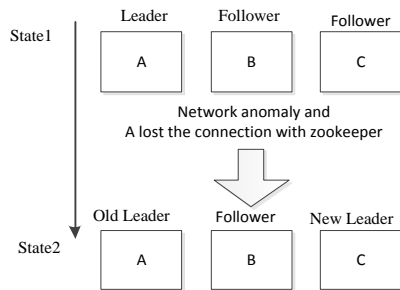 Leader Follower Follower
State1
A B C
Network anomaly and
A lost the connection with zookeeper
Old Leader Follower New Leader
State2
A B C